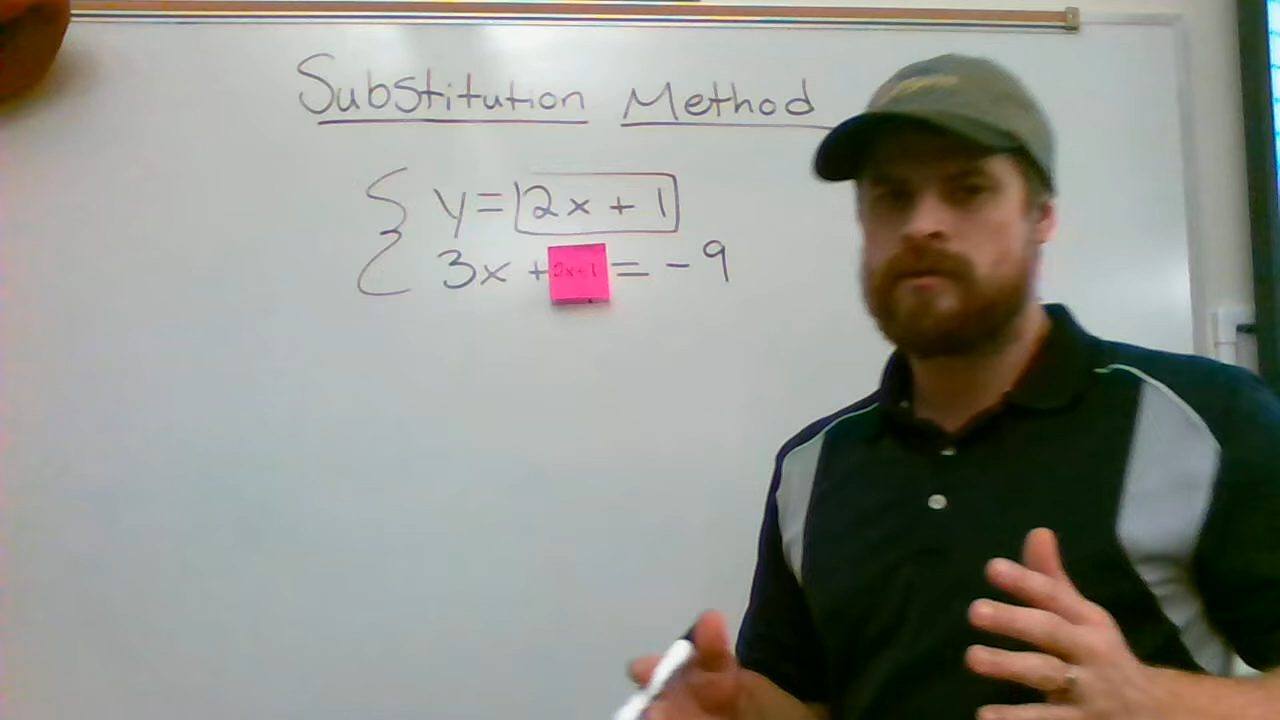 Substitution Method
y = 2x + 1
3x + 2x+1 = -9